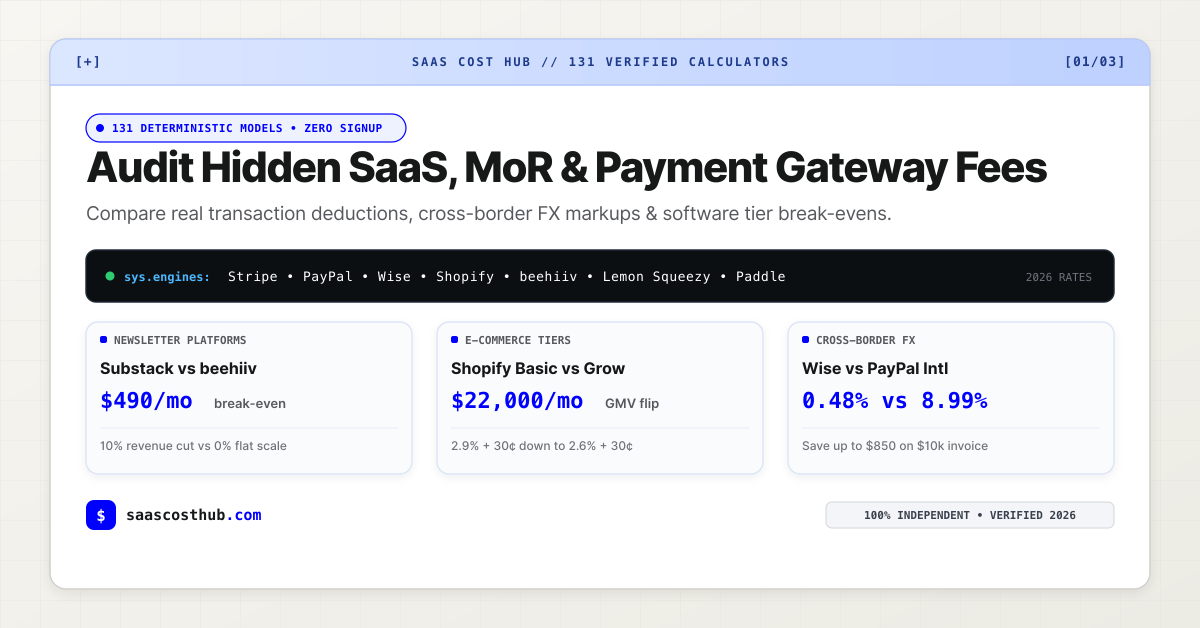 [+]
SAAS COST HUB // 131 VERIFIED CALCULATORS
[01/03]
131 DETERMINISTIC MODELS • ZERO SIGNUP
Audit Hidden SaaS, MoR & Payment Gateway Fees
Compare real transaction deductions, cross-border FX markups & software tier break-evens.
sys.engines: Stripe • PayPal • Wise • Shopify • beehiiv • Lemon Squeezy • Paddle
2026 RATES
NEWSLETTER PLATFORMS
Substack vs beehiiv
$490/mo break-even
10% revenue cut vs 0% flat scale
E-COMMERCE TIERS
Shopify Basic vs Grow
$22,000/mo GMV flip
2.9% + 30¢ down to 2.6% + 30¢
CROSS-BORDER FX
Wise vs PayPal Intl
0.48% vs 8.99%
Save up to $850 on $10k invoice
$
saascosthub.com
100% INDEPENDENT • VERIFIED 2026